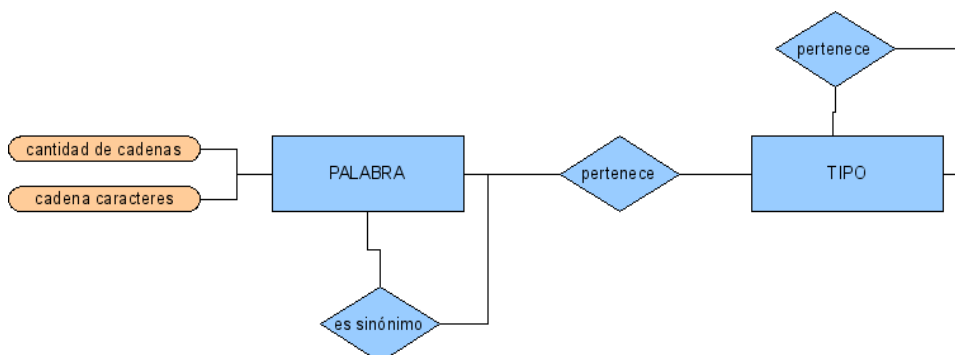 pertenece
cantidad de cadenas
PALABRA
pertenece
TIPO
cadena caracteres
es sinónimo